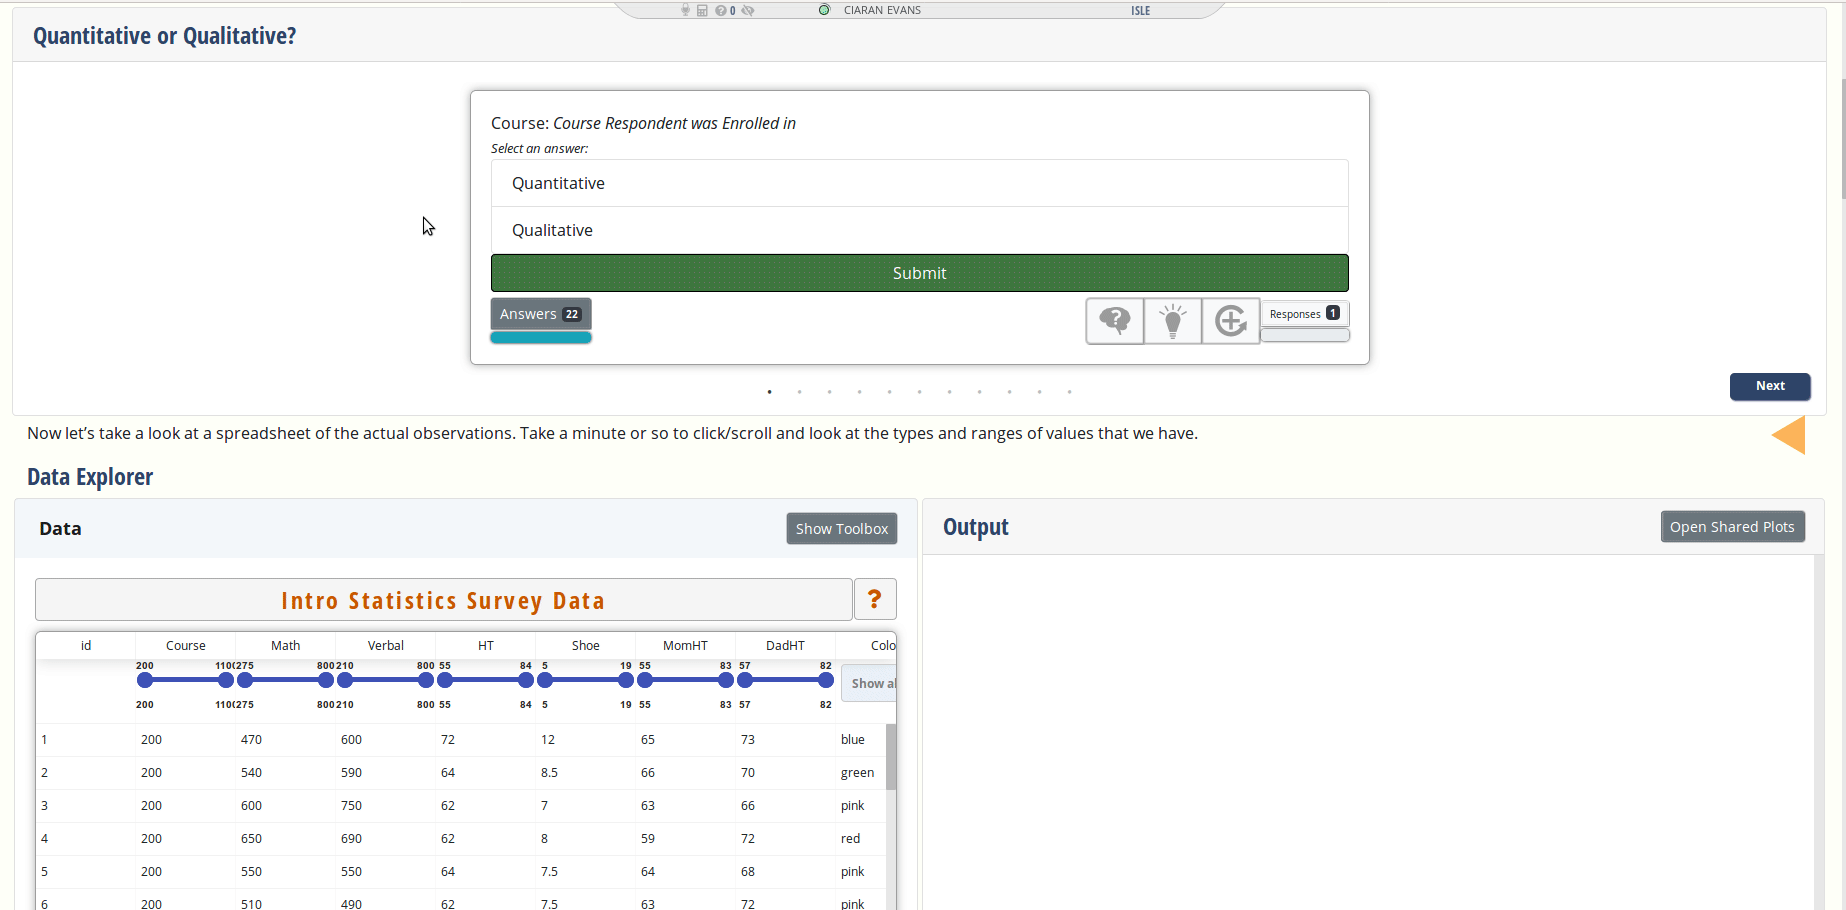 0 CIARAN EVANS ISLE
Quantitative or Qualitative?
Course: Course Respondent was Enrolled in
Select an answer:
Quantitative
Qualitative
Submit
Answers 22
? Responses 1
Next
Now let’s take a look at a spreadsheet of the actual observations. Take a minute or so to click/scroll and look at the types and ranges of values that we have.
Data Explorer
Data Show Toolbox
Output Open Shared Plots
Intro Statistics Survey Data ?
id Course Math Verbal HT Shoe MomHT DadHT Colo
200 110 275 800 210 800 55 84 5 19 55 83 57 82
Show al
200 110 275 800 210 800 55 84 5 19 55 83 57 82
1 200 470 600 72 12 65 73 blue
2 200 540 590 64 8.5 66 70 green
3 200 600 750 62 7 63 66 pink
4 200 650 690 62 8 59 72 red
5 200 550 550 64 7.5 64 68 pink
6 200 510 490 62 7.5 63 72 pink